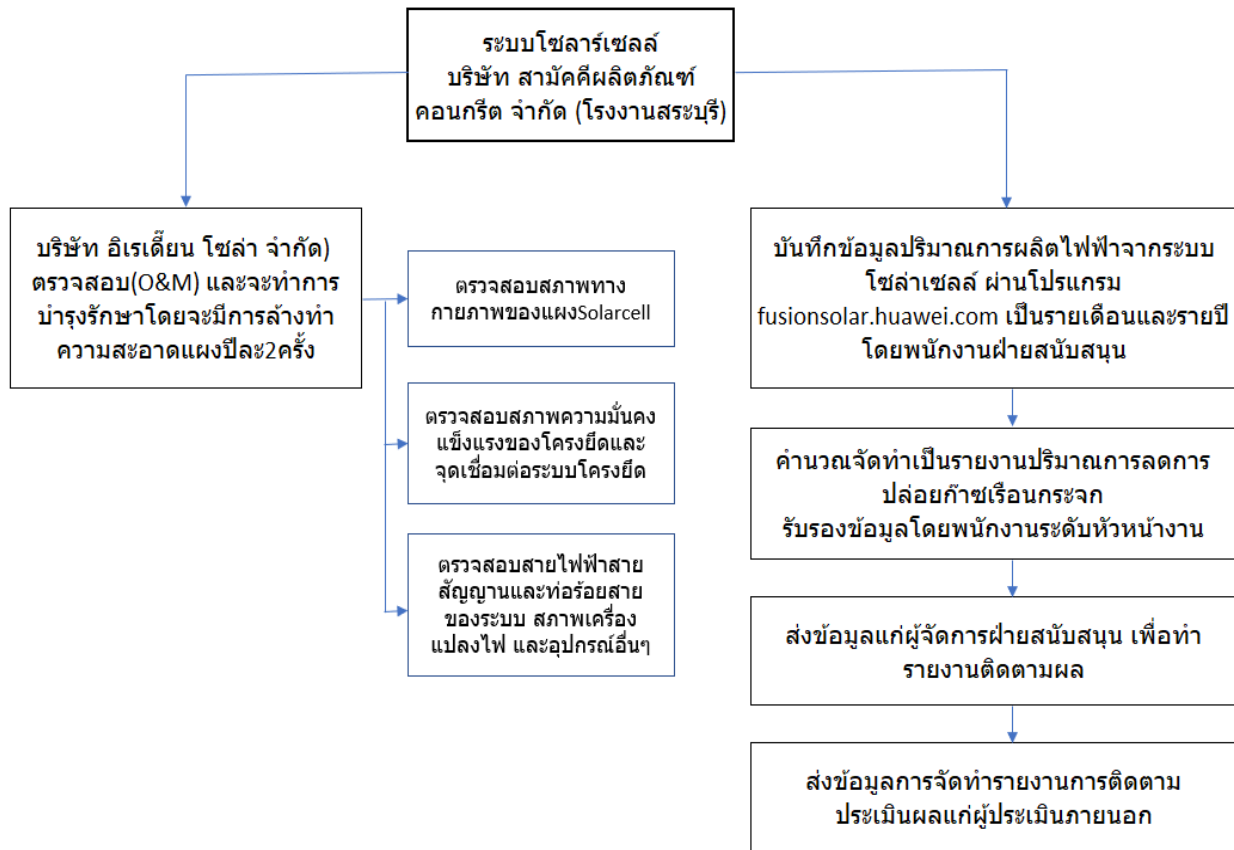 ระบบโซลาร์เซลล์
บริษัท สามัคคีผลิตภัณฑ์
คอนกรีต จำกัด (โรงงานสระบุรี)
บริษัท อิเรเดี๊ยน โซล่า จำกัด)
ตรวจสอบ(O&M) และจะทำการ
บำรุงรักษาโดยจะมีการล้างทำ
ความสะอาดแผงปีละ2ครั้ง
ตรวจสอบสภาพทาง
กายภาพของแผงSolarcell
ตรวจสอบสภาพความมั่นคง
แข็งแรงของโครงยึดและ
จุดเชื่อมต่อระบบโครงยึด
ตรวจสอบสายไฟฟ้าสาย
สัญญานและท่อร้อยสาย
ของระบบ สภาพเครื่อง
แปลงไฟ และอุปกรณ์อื่นๆ
บันทึกข้อมูลปริมาณการผลิตไฟฟ้าจากระบบ
โซล่าเซลล์ ผ่านโปรแกรม
fusionsolar.huawei.com เป็นรายเดือนและรายปี
โดยพนักงานฝ่ายสนับสนุน
คำนวณจัดทำเป็นรายงานปริมาณการลดการ
ปล่อยก๊าซเรือนกระจก
รับรองข้อมูลโดยพนักงานระดับหัวหน้างาน
ส่งข้อมูลแก่ผู้จัดการฝ่ายสนับสนุน เพื่อทำ
รายงานติดตามผล
ส่งข้อมูลการจัดทำรายงานการติดตาม
ประเมินผลแก่ผู้ประเมินภายนอก